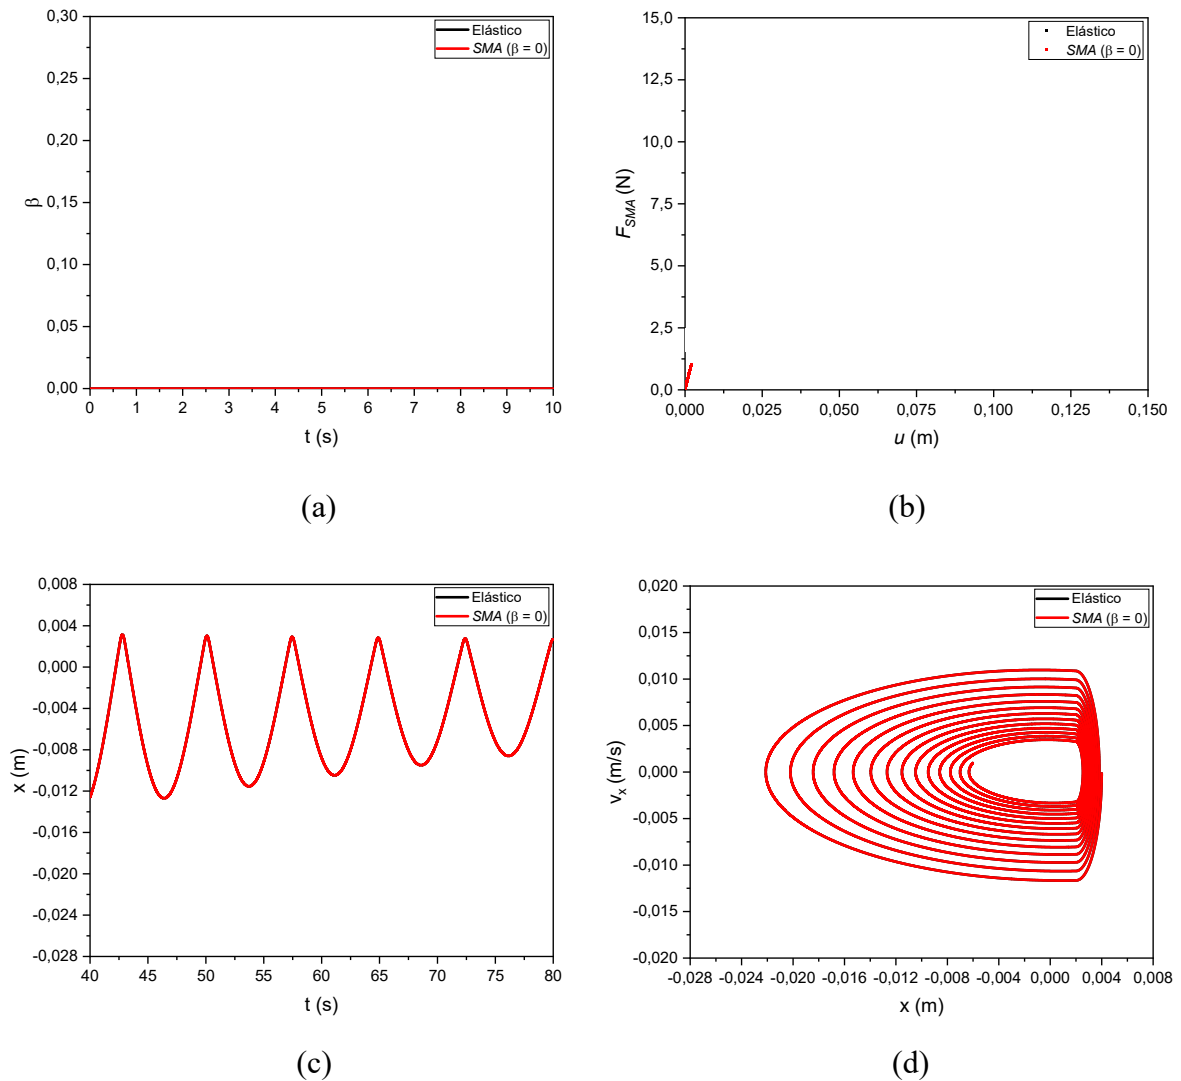 0,30
0,25
0,20
0,15
0,10
0,05
0,00
β
0 1 2 3 4 5 6 7 8 9 10
t (s)
Elástico
SMA (β = 0)
(a)
15,0
12,5
10,0
7,5
5,0
2,5
0,0
F_SMA (N)
0,000 0,025 0,050 0,075 0,100 0,125 0,150
u (m)
Elástico
SMA (β = 0)
(b)
0,008
0,004
0,000
-0,004
-0,008
-0,012
-0,016
-0,020
-0,024
-0,028
x (m)
40 45 50 55 60 65 70 75 80
t (s)
Elástico
SMA (β = 0)
(c)
0,020
0,015
0,010
0,005
0,000
-0,005
-0,010
-0,015
-0,020
v_x (m/s)
-0,028 -0,024 -0,020 -0,016 -0,012 -0,008 -0,004 0,000 0,004 0,008
x (m)
Elástico
SMA (β = 0)
(d)